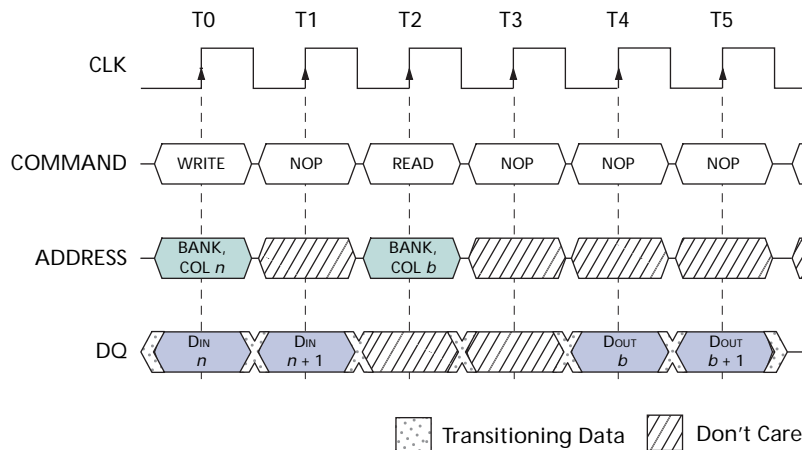 T0 T1 T2 T3 T4 T5
CLK
COMMAND WRITE NOP READ NOP NOP NOP
ADDRESS BANK, COL n BANK, COL b
DQ DIN n DIN n + 1 DOUT b DOUT b + 1
Transitioning Data Don't Care